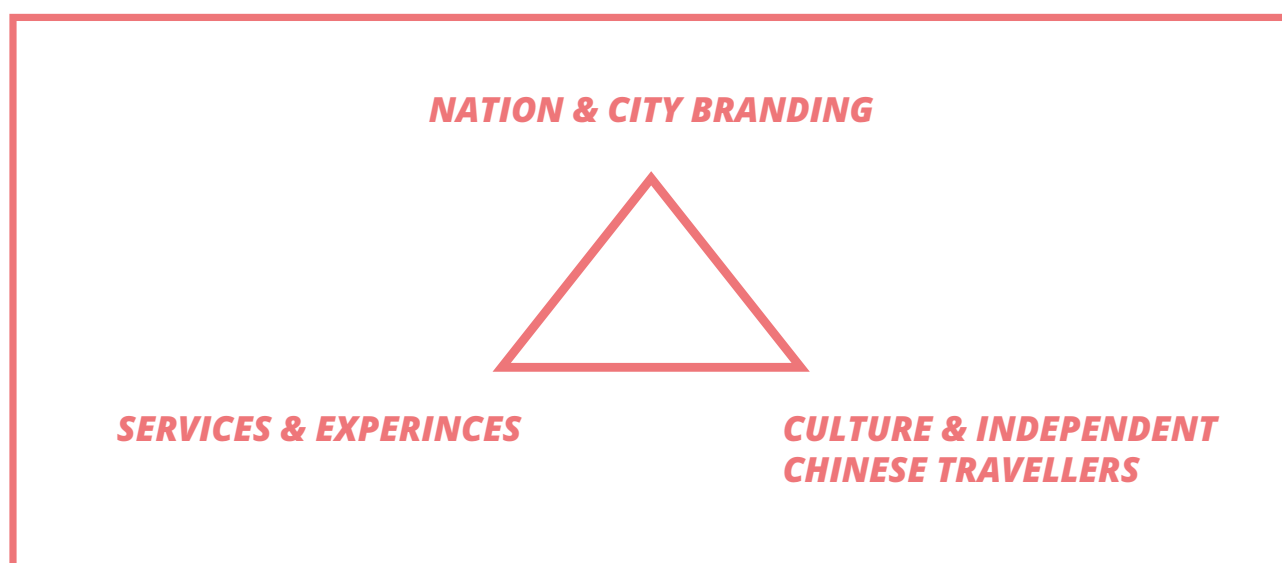 NATION & CITY BRANDING
SERVICES & EXPERINCES
CULTURE & INDEPENDENT
CHINESE TRAVELLERS